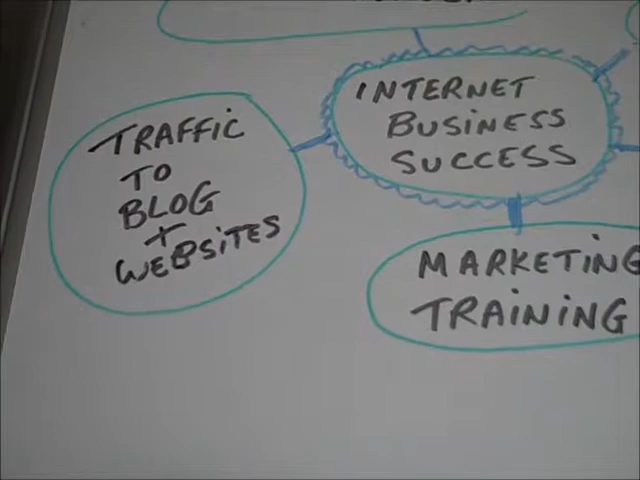 INTERNET
BUSINESS
SUCCESS
TRAFFIC
TO
BLOG
+
WEBSITES
MARKETING
TRAINING